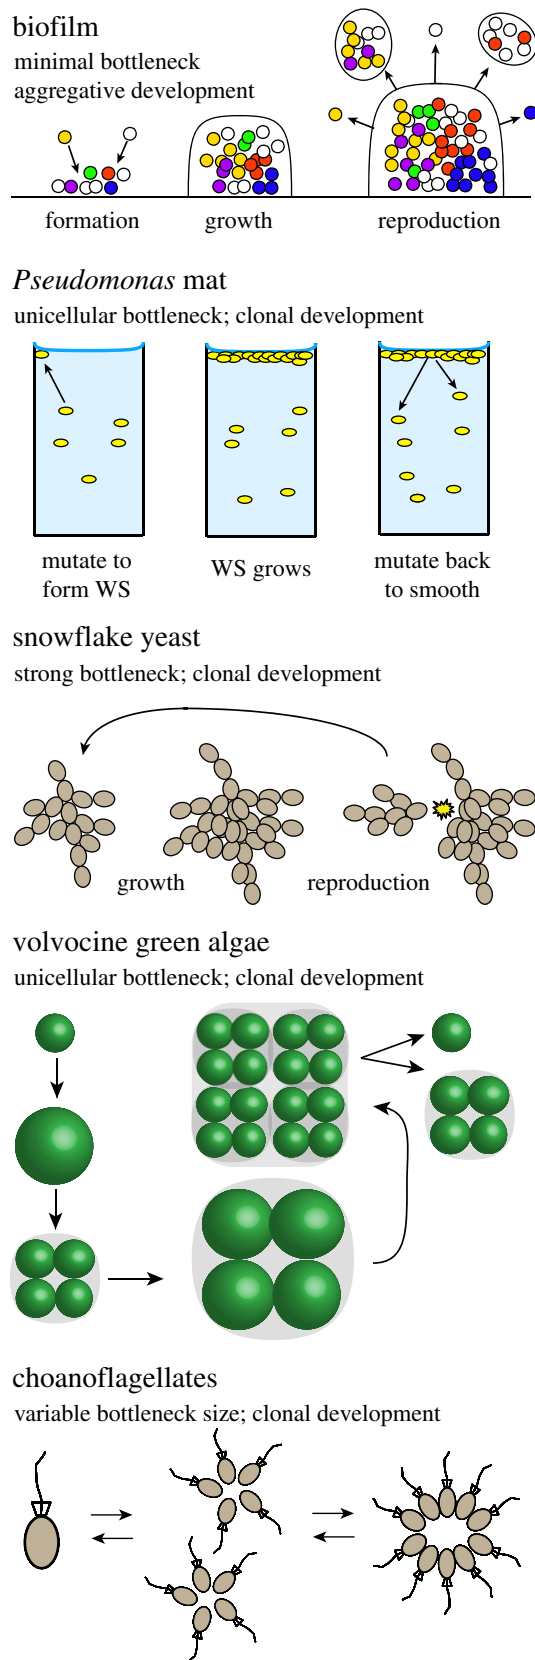 biofilm
minimal bottleneck
aggregative development
formation
growth
reproduction
Pseudomonas mat
unicellular bottleneck; clonal development
mutate to
form WS
WS grows
mutate back
to smooth
snowflake yeast
strong bottleneck; clonal development
growth
reproduction
volvocine green algae
unicellular bottleneck; clonal development
choanoflagellates
variable bottleneck size; clonal development